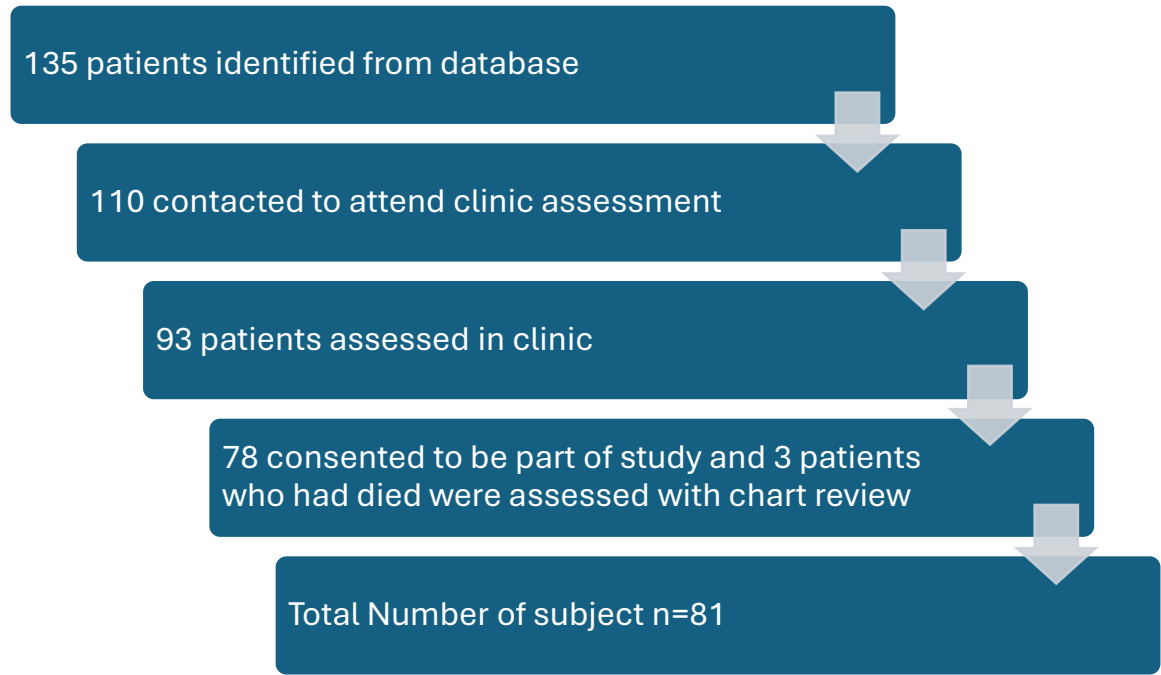 135 patients identified from database
110 contacted to attend clinic assessment
93 patients assessed in clinic
78 consented to be part of study and 3 patients
who had died were assessed with chart review
Total Number of subject n=81